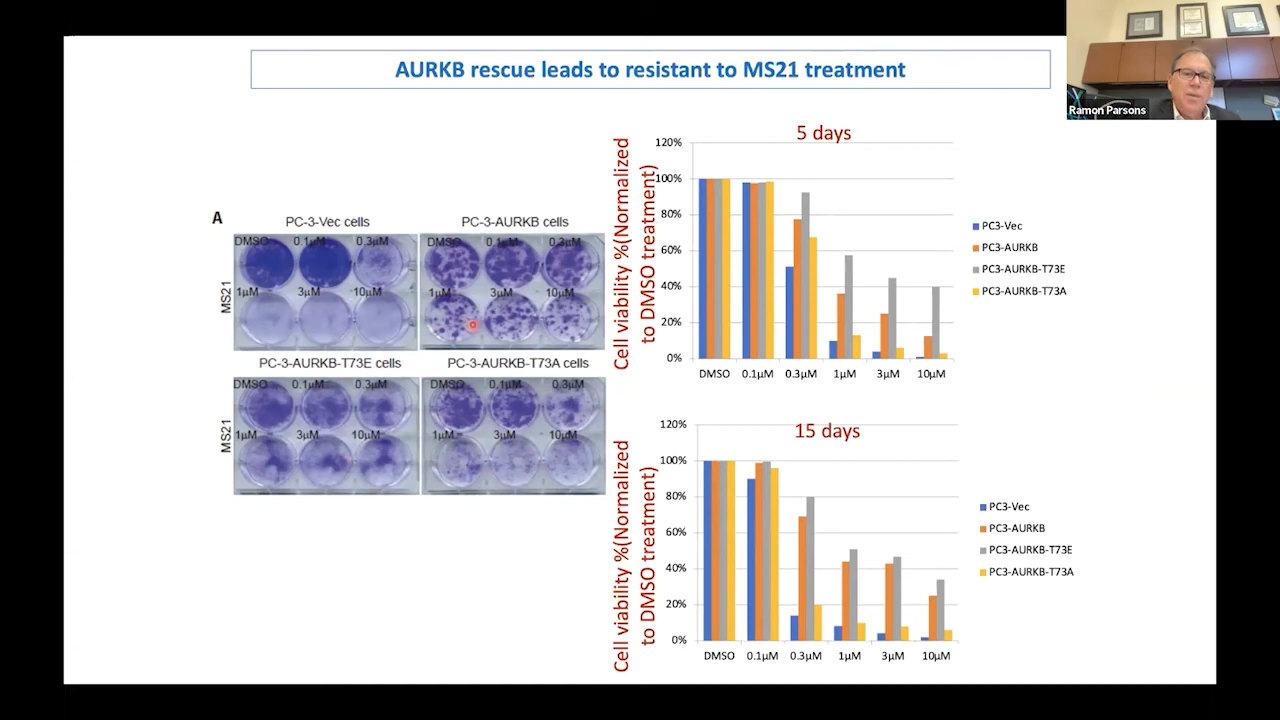 AURKB rescue leads to resistant to MS21 treatment
Ramon Parsons
A
PC-3-Vec cells
PC-3-AURKB cells
DMSO 0.1µM 0.3µM
DMSO 0.1µM 0.3µM
MS21
1µM 3µM 10µM
1µM 3µM 10µM
PC-3-AURKB-T73E cells
PC-3-AURKB-T73A cells
DMSO 0.1µM 0.3µM
DMSO 0.1µM 0.3µM
MS21
1µM 3µM 10µM
1µM 3µM 10µM
5 days
Cell viability %(Normalized
to DMSO treatment)
120%
100%
80%
60%
40%
20%
0%
DMSO 0.1µM 0.3µM 1µM 3µM 10µM
PC3-Vec
PC3-AURKB
PC3-AURKB-T73E
PC3-AURKB-T73A
15 days
Cell viability %(Normalized
to DMSO treatment)
120%
100%
80%
60%
40%
20%
0%
DMSO 0.1µM 0.3µM 1µM 3µM 10µM
PC3-Vec
PC3-AURKB
PC3-AURKB-T73E
PC3-AURKB-T73A